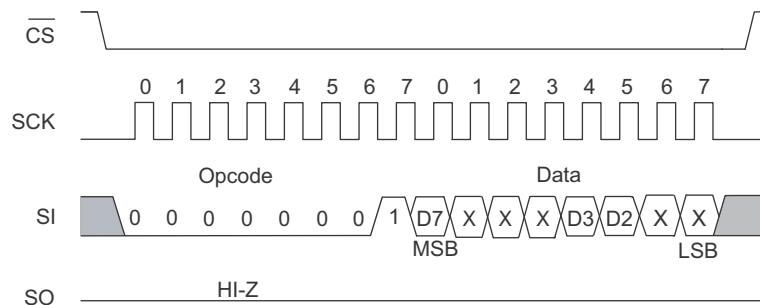 CS
0 1 2 3 4 5 6 7 0 1 2 3 4 5 6 7
SCK
Opcode Data
SI 0 0 0 0 0 0 0 1 D7 X X X D3 D2 X X
MSB LSB
HI-Z
SO